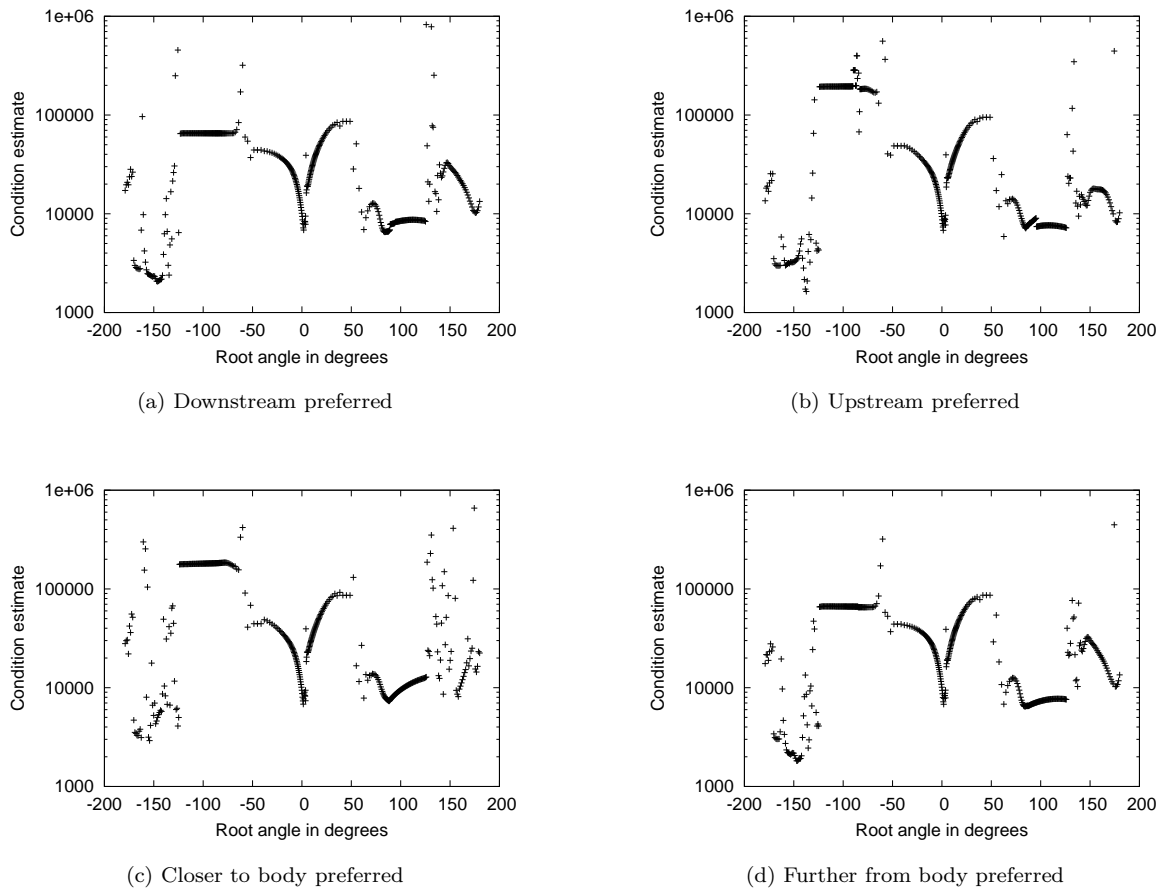 1e+06
100000
10000
1000
Condition estimate
-200 -150 -100 -50 0 50 100 150 200
Root angle in degrees
(a) Downstream preferred
1e+06
100000
10000
1000
Condition estimate
-200 -150 -100 -50 0 50 100 150 200
Root angle in degrees
(b) Upstream preferred
1e+06
100000
10000
1000
Condition estimate
-200 -150 -100 -50 0 50 100 150 200
Root angle in degrees
(c) Closer to body preferred
1e+06
100000
10000
1000
Condition estimate
-200 -150 -100 -50 0 50 100 150 200
Root angle in degrees
(d) Further from body preferred